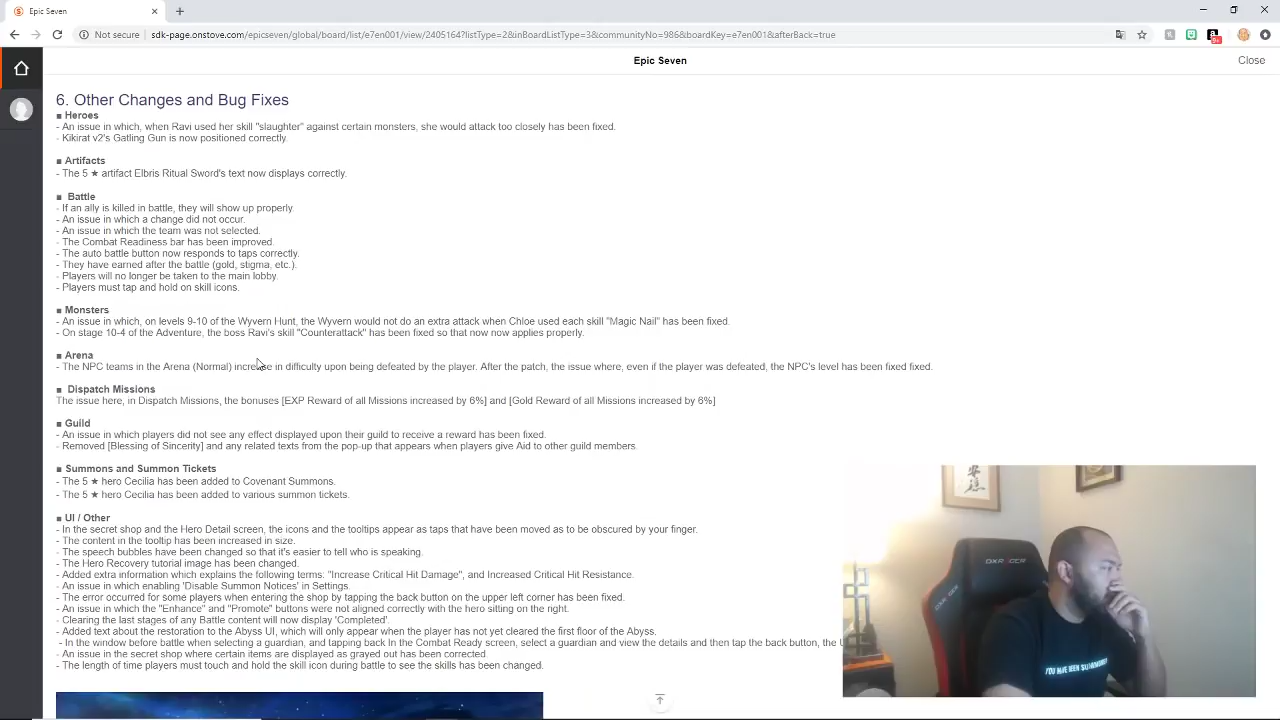 Epic Seven
Not secure
sdk-page.onstove.com/epicseven/global/board/list/e7en001/view/2405164?listType=2&inBoardListType=3&communityNo=986&boardKey=e7en001&afterBack=true
Epic Seven
Close
6. Other Changes and Bug Fixes
■ Heroes
- An issue in which, when Ravi used her skill "slaughter" against certain monsters, she would attack too closely has been fixed.
- Kikirat v2's Gatling Gun is now positioned correctly.
■ Artifacts
- The 5 ★ artifact Elbris Ritual Sword's text now displays correctly.
■ Battle
- If an ally is killed in battle, they will show up properly.
- An issue in which a change did not occur.
- An issue in which the team was not selected.
- The Combat Readiness bar has been improved.
- The auto battle button now responds to taps correctly.
- They have earned after the battle (gold, stigma, etc.).
- Players will no longer be taken to the main lobby.
- Players must tap and hold on skill icons.
■ Monsters
- An issue in which, on levels 9-10 of the Wyvern Hunt, the Wyvern would not do an extra attack when Chloe used each skill "Magic Nail" has been fixed.
- On stage 10-4 of the Adventure, the boss Ravi's skill "Counterattack" has been fixed so that now now applies properly.
■ Arena
- The NPC teams in the Arena (Normal) increase in difficulty upon being defeated by the player. After the patch, the issue where, even if the player was defeated, the NPC's level has been fixed fixed.
■ Dispatch Missions
The issue here, in Dispatch Missions, the bonuses [EXP Reward of all Missions increased by 6%] and [Gold Reward of all Missions increased by 6%]
■ Guild
- An issue in which players did not see any effect displayed upon their guild to receive a reward has been fixed.
- Removed [Blessing of Sincerity] and any related texts from the pop-up that appears when players give Aid to other guild members.
■ Summons and Summon Tickets
- The 5 ★ hero Cecilia has been added to Covenant Summons.
- The 5 ★ hero Cecilia has been added to various summon tickets.
■ UI / Other
- In the secret shop and the Hero Detail screen, the icons and the tooltips appear as taps that have been moved as to be obscured by your finger.
- The content in the tooltip has been increased in size.
- The speech bubbles have been changed so that it's easier to tell who is speaking.
- The Hero Recovery tutorial image has been changex.
- Added extra information which explains the following terms: "Increase Critical Hit Damage", and Increased Critical Hit Resistance.
- An issue in which enabling 'Disable Summon Notices' in Settings.
- The error occurred for some players when entering the shop by tapping the back button on the upper left corner has been fixed.
- An issue in which the "Enhance" and "Promote" buttons were not aligned correctly with the hero sitting on the right.
- Clearing the last stages of any Battle content will now display 'Completed'.
- Added text about the restoration to the Abyss UI, which will only appear when the player has not yet cleared the first floor of the Abyss.
- In the window before battle when selecting a guardian, and tapping back In the Combat Ready screen, select a guardian and view the details and then tap the back button, the
- An issue in the secret shop where certain items are displayed as grayed out has been corrected.
- The length of time players must touch and hold the skill icon during battle to see the skills has been changed.
DXRACER